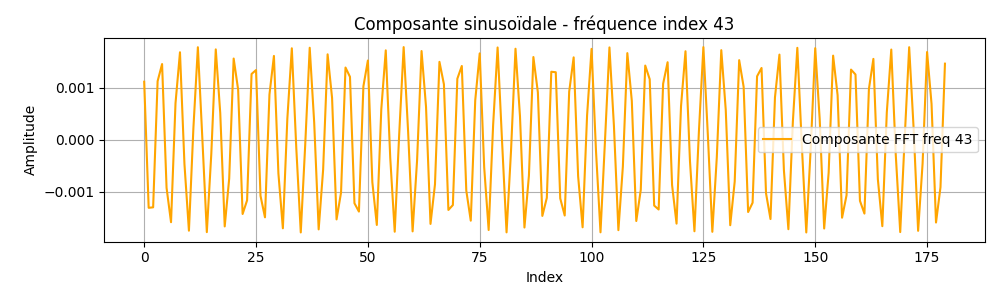 Composante sinusoïdale - fréquence index 43
Amplitude
0.001
0.000
−0.001
Composante FFT freq 43
0 25 50 75 100 125 150 175
Index